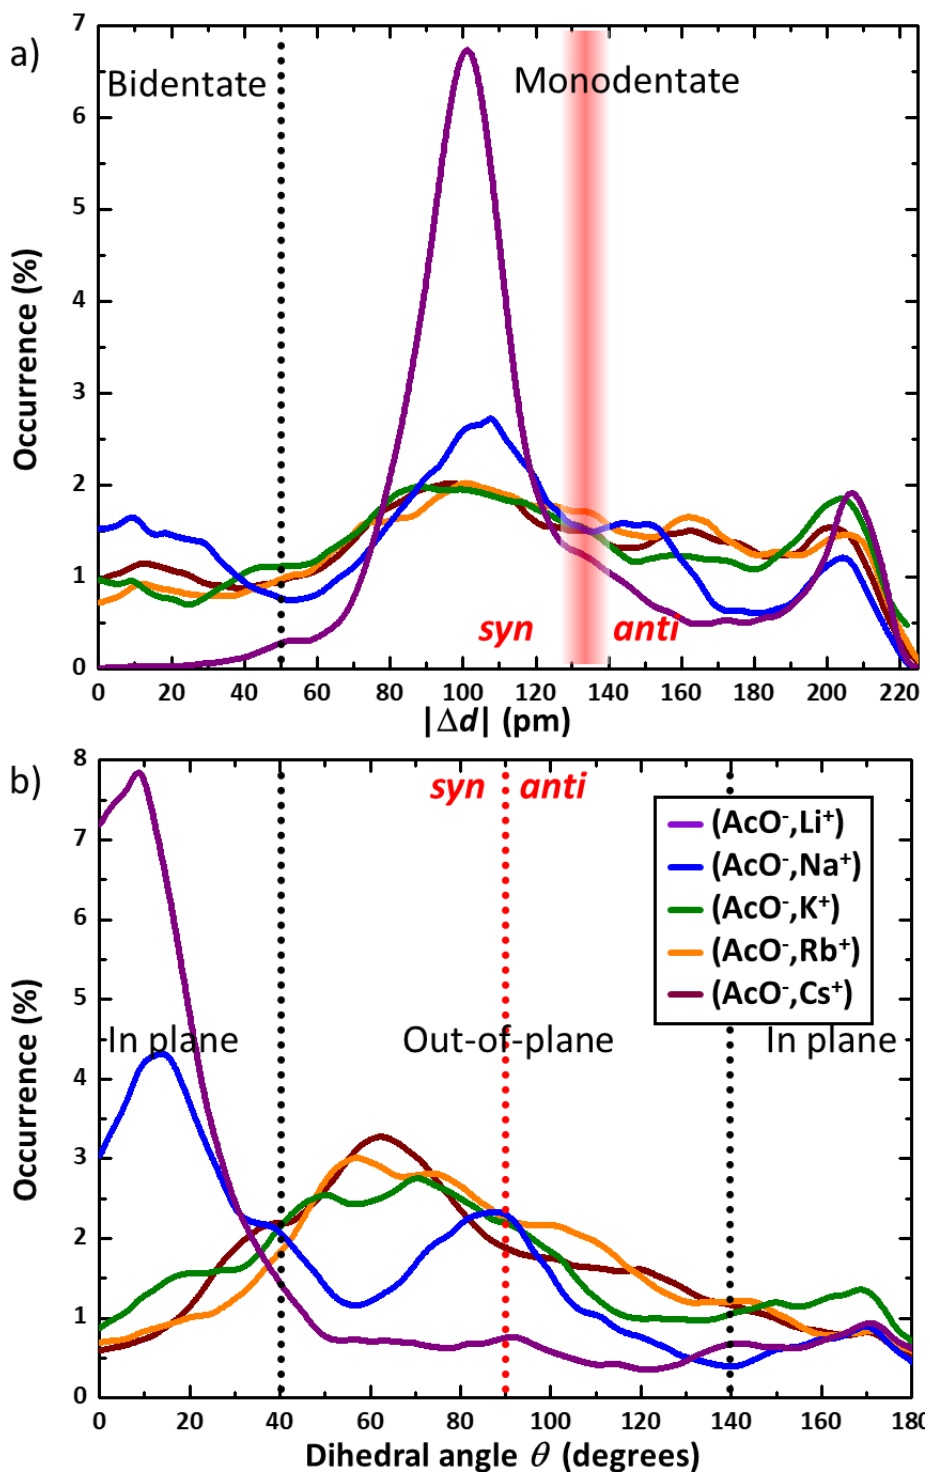 a)
7
6
5
4
3
2
1
0
Occurrence (%)
Bidentate
Monodentate
syn
anti
0 20 40 60 80 100 120 140 160 180 200 220
|Δd| (pm)
b)
8
7
6
5
4
3
2
1
0
Occurrence (%)
syn
anti
(AcO⁻,Li⁺)
(AcO⁻,Na⁺)
(AcO⁻,K⁺)
(AcO⁻,Rb⁺)
(AcO⁻,Cs⁺)
In plane
Out-of-plane
In plane
0 20 40 60 80 100 120 140 160 180
Dihedral angle θ (degrees)